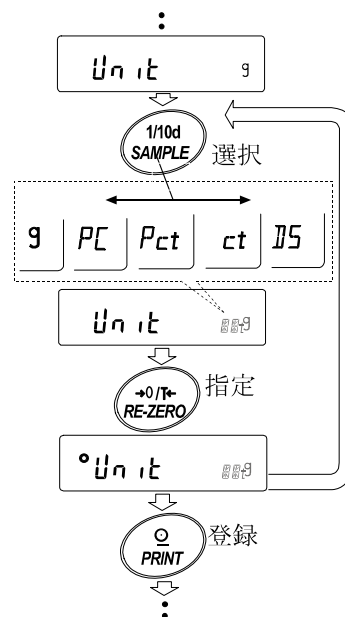 Unit g
1/10d
SAMPLE 選択
g PC Pct ct DS
Unit g
→0/T← 指定
RE-ZERO
Unit g
登録
PRINT